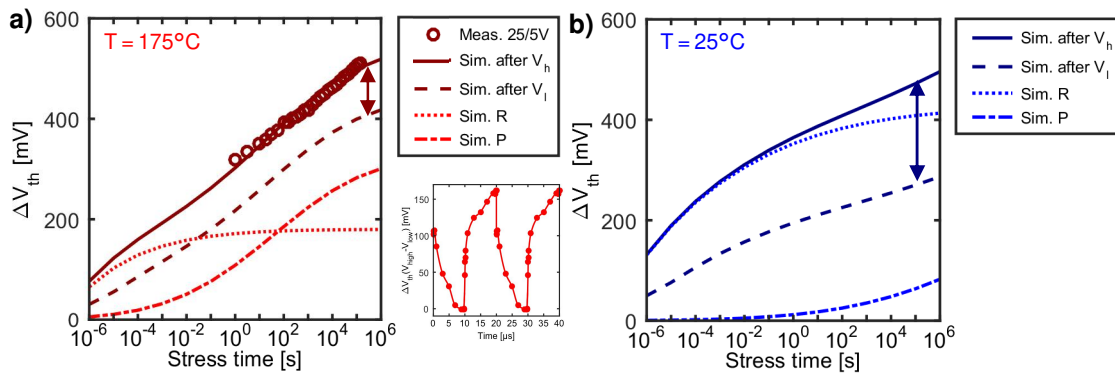 a)
T = 175°C
600
400
200
0
ΔV_th [mV]
10^-6 10^-4 10^-2 10^0 10^2 10^4 10^6
Stress time [s]
Meas. 25/5V
Sim. after V_h
Sim. after V_l
Sim. R
Sim. P
150
100
50
0
ΔV_th(V_high-V_low) [mV]
0 5 10 15 20 25 30 35 40
Time [µs]
b)
T = 25°C
600
400
200
0
ΔV_th [mV]
10^-6 10^-4 10^-2 10^0 10^2 10^4 10^6
Stress time [s]
Sim. after V_h
Sim. after V_l
Sim. R
Sim. P